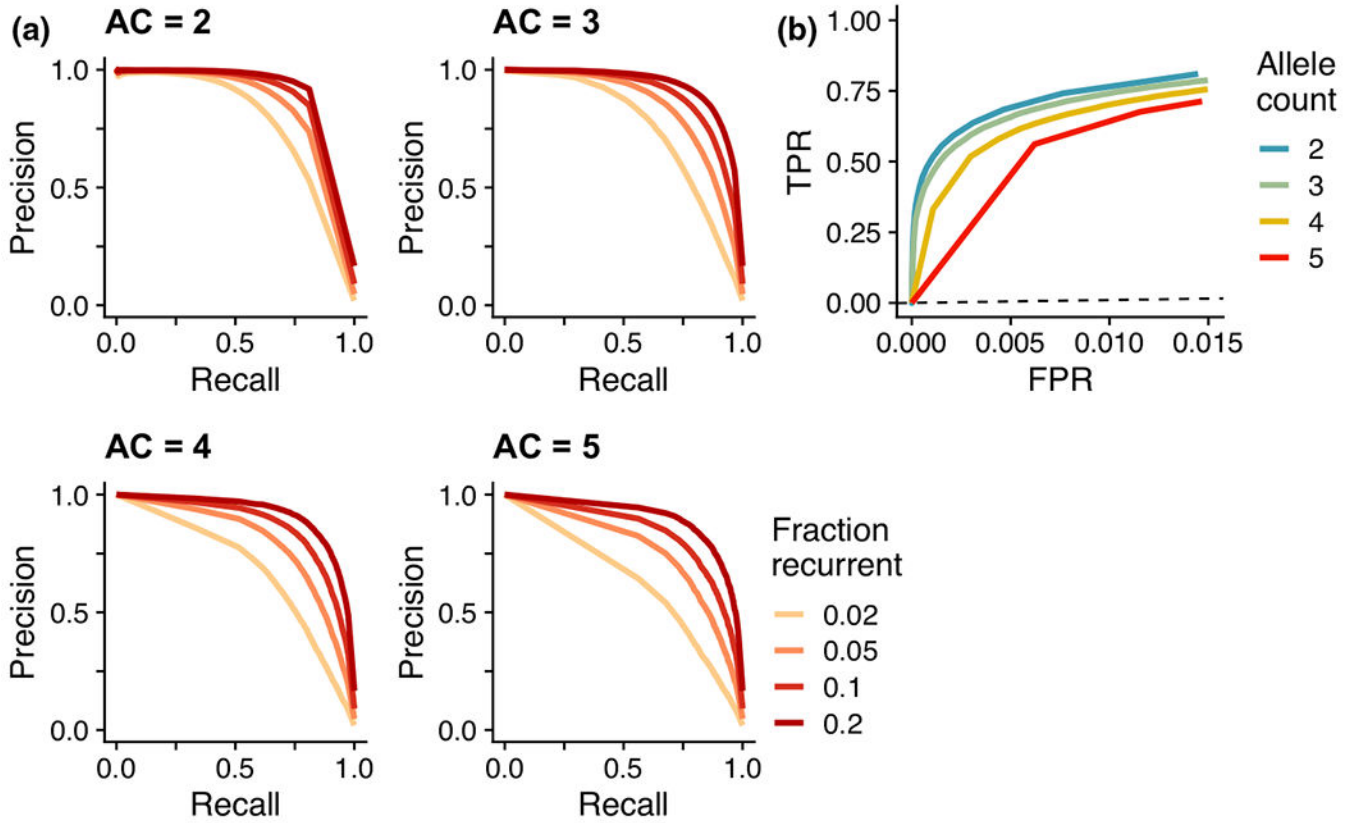 (a)
AC = 2
1.0
0.5
0.0
Precision
0.0 0.5 1.0
Recall
AC = 3
1.0
0.5
0.0
Precision
0.0 0.5 1.0
Recall
(b)
1.00
0.75
0.50
0.25
0.00
TPR
0.000 0.005 0.010 0.015
FPR
Allele
count
2
3
4
5
AC = 4
1.0
0.5
0.0
Precision
0.0 0.5 1.0
Recall
AC = 5
1.0
0.5
0.0
Precision
0.0 0.5 1.0
Recall
Fraction
recurrent
0.02
0.05
0.1
0.2